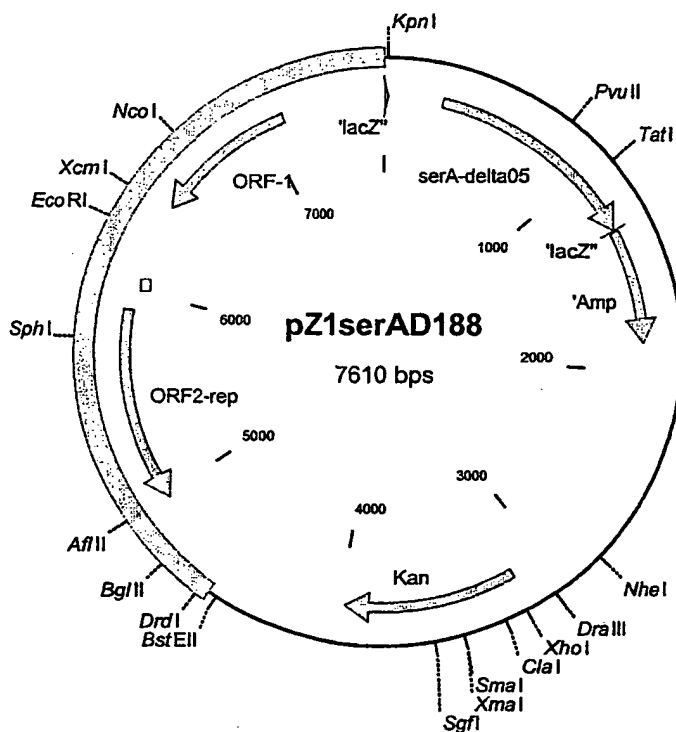 KpnI
PvuII
TatI
NcoI
XcmI
EcoRI
SphI
AflII
BglII
DrdI
BstEII
NheI
DraIII
XhoI
ClaI
SmaI
XmaI
SgfI
'lacZ''
serA-delta05
'lacZ''
'Amp
ORF-1
ORF2-rep
Kan
7000
1000
6000
2000
5000
3000
4000
pZ1serAD188
7610 bps